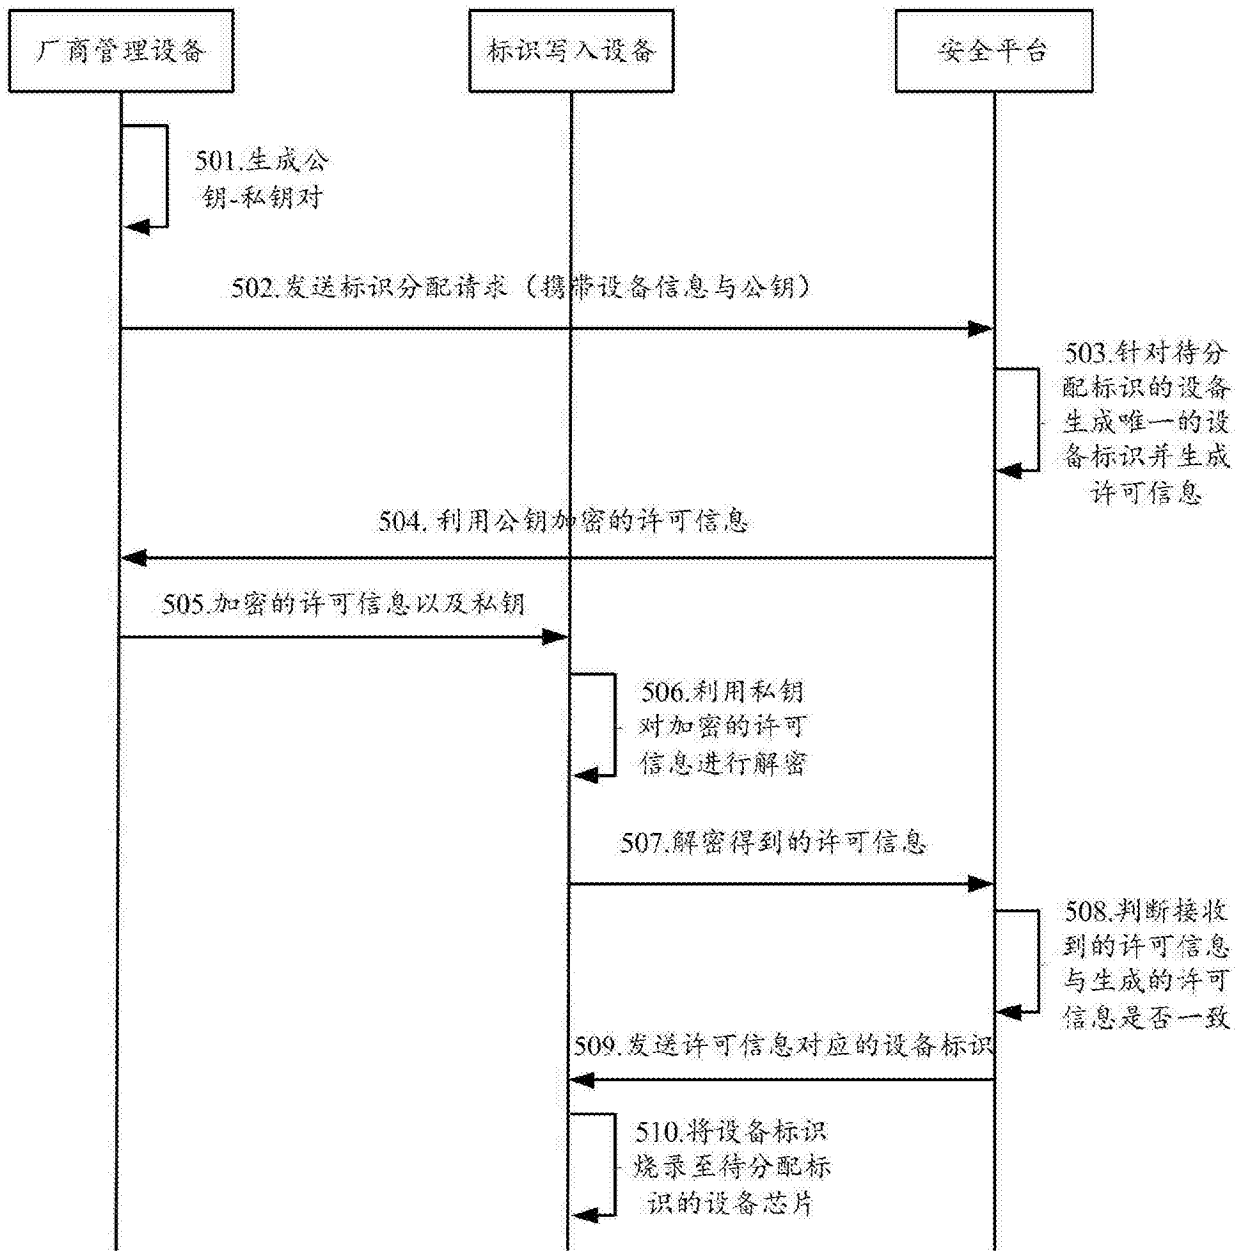 厂商管理设备
标识写入设备
安全平台
501.生成公
钥-私钥对
502.发送标识分配请求（携带设备信息与公钥）
503.针对待分
配标识的设备
生成唯一的设
备标识并生成
许可信息
504. 利用公钥加密的许可信息
505.加密的许可信息以及私钥
506.利用私钥
对加密的许可
信息进行解密
507.解密得到的许可信息
508.判断接收
到的许可信息
与生成的许可
信息是否一致
509.发送许可信息对应的设备标识
510.将设备标识
烧录至待分配标
识的设备芯片